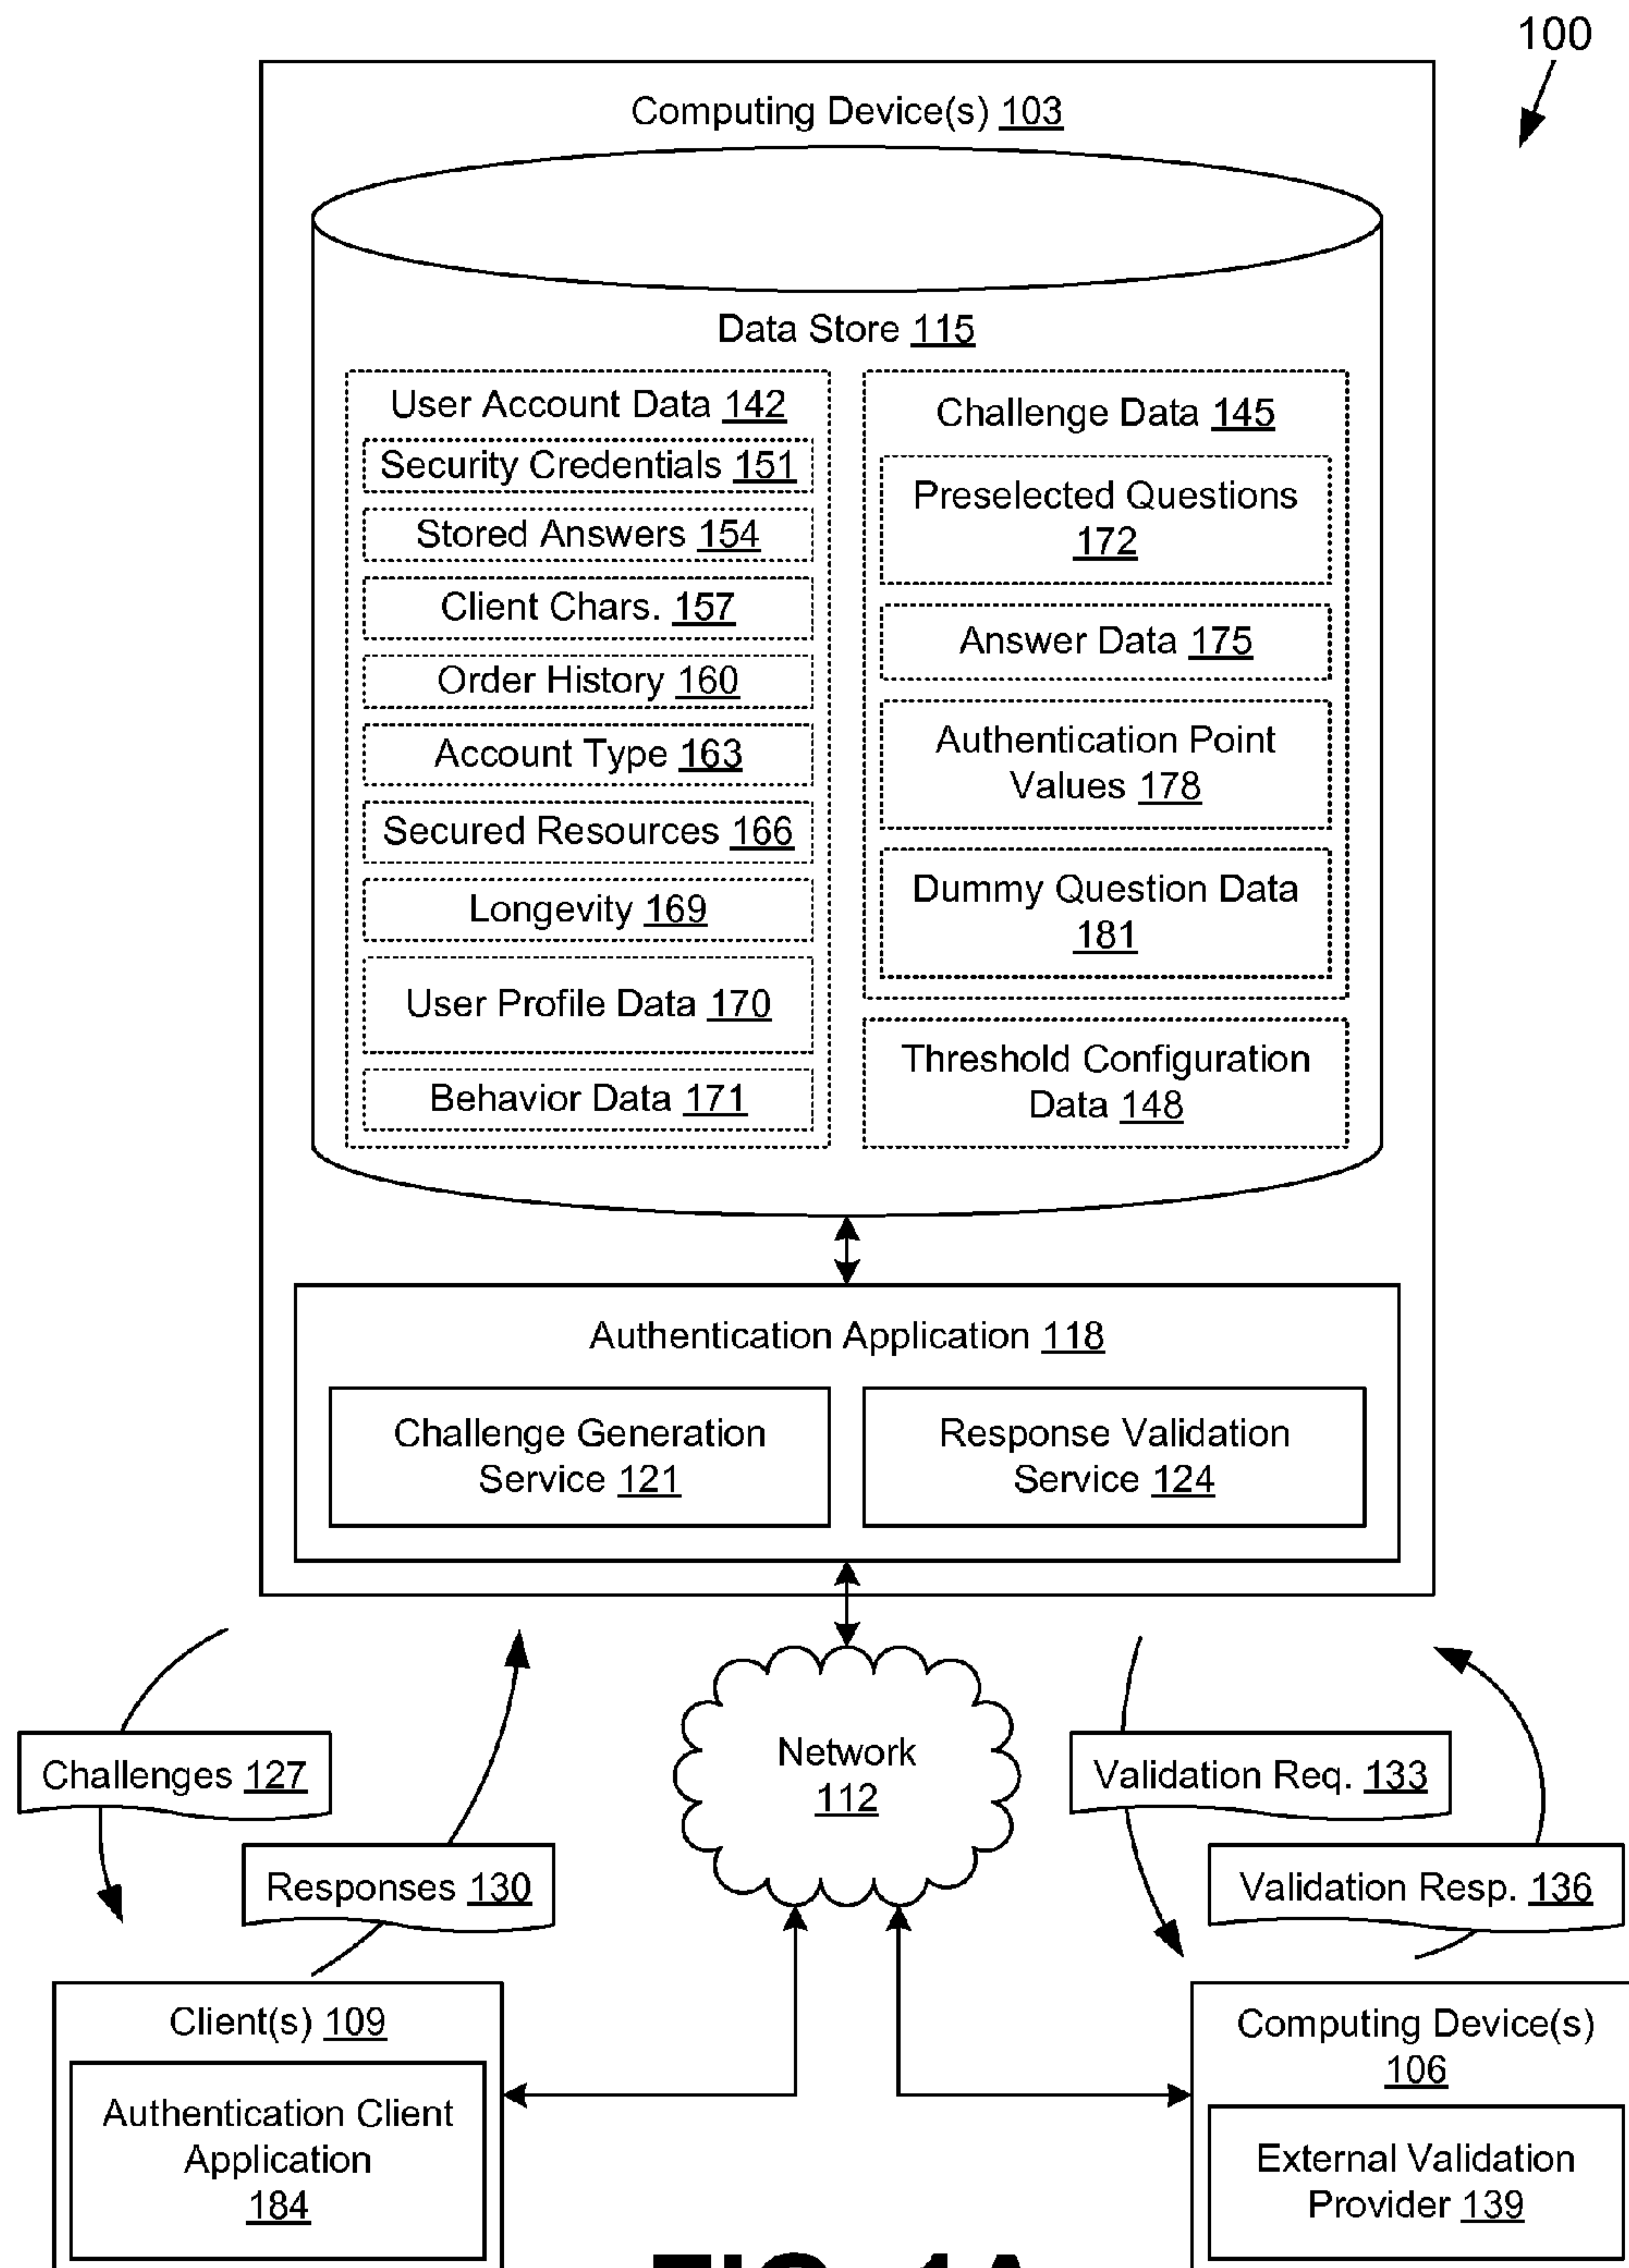 100
Computing Device(s) 103
Data Store 115
User Account Data 142
Security Credentials 151
Stored Answers 154
Client Chars. 157
Order History 160
Account Type 163
Secured Resources 166
Longevity 169
User Profile Data 170
Behavior Data 171
Challenge Data 145
Preselected Questions
172
Answer Data 175
Authentication Point
Values 178
Dummy Question Data
181
Threshold Configuration
Data 148
Authentication Application 118
Challenge Generation
Service 121
Response Validation
Service 124
Challenges 127
Responses 130
Network
112
Validation Req. 133
Validation Resp. 136
Client(s) 109
Authentication Client
Application
184
Computing Device(s)
106
External Validation
Provider 139
FIG. 1A